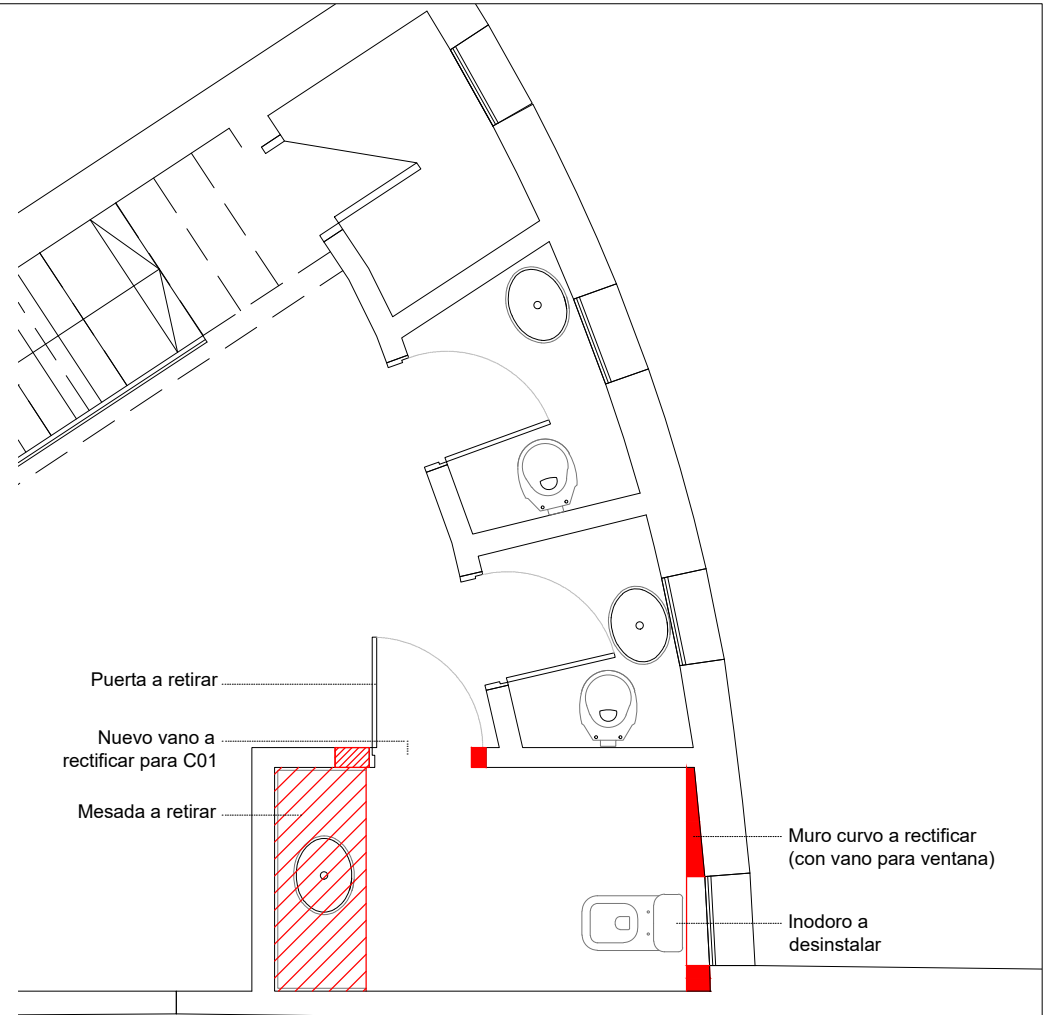 Puerta a retirar
Nuevo vano a
rectificar para C01
Mesada a retirar
Muro curvo a rectificar
(con vano para ventana)
Inodoro a
desinstalar